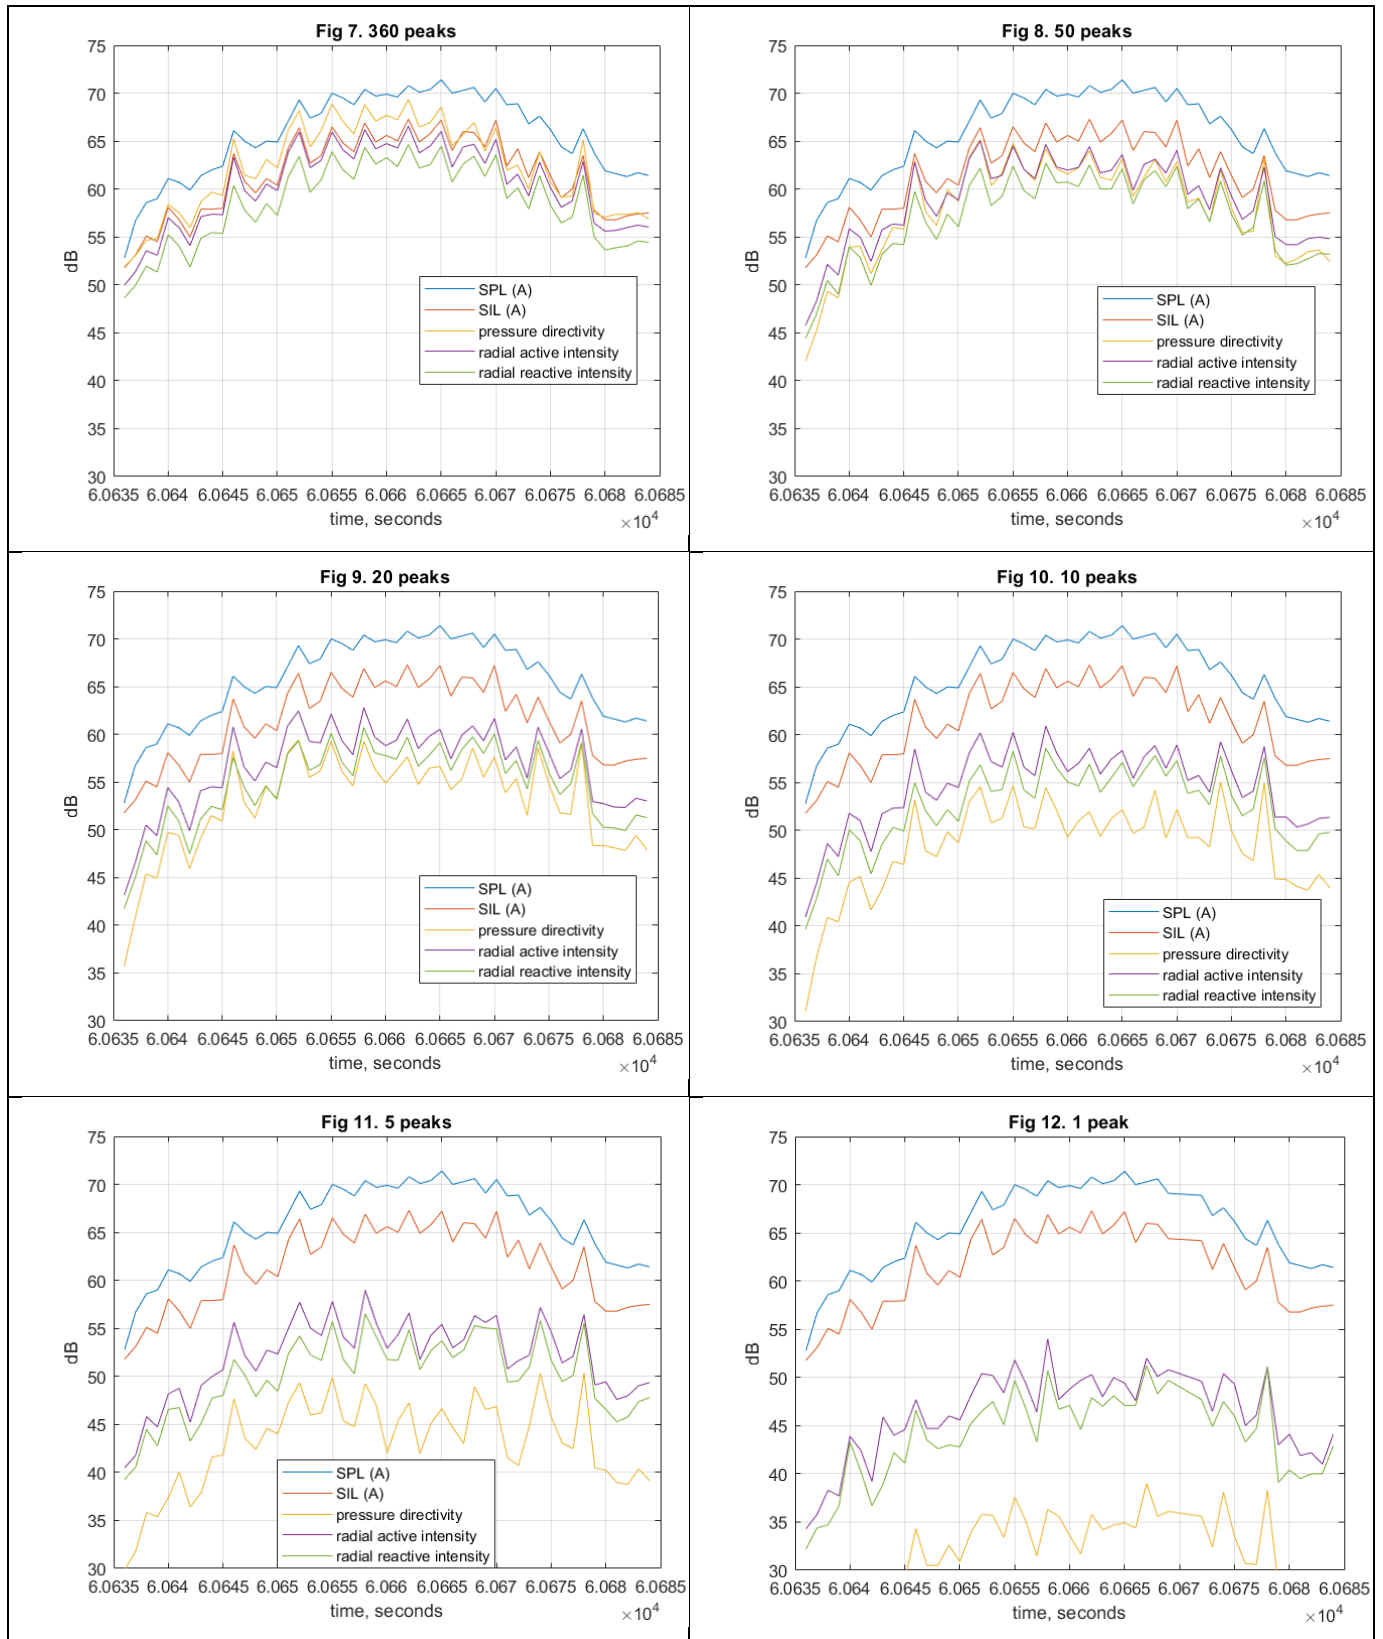 Fig 7. 360 peaks
75
70
65
60
55
50
45
40
35
30
dB
SPL (A)
SIL (A)
pressure directivity
radial active intensity
radial reactive intensity
6.0635 6.064 6.0645 6.065 6.0655 6.066 6.0665 6.067 6.0675 6.068 6.0685
time, seconds
×10⁴
Fig 8. 50 peaks
75
70
65
60
55
50
45
40
35
30
dB
SPL (A)
SIL (A)
pressure directivity
radial active intensity
radial reactive intensity
6.0635 6.064 6.0645 6.065 6.0655 6.066 6.0665 6.067 6.0675 6.068 6.0685
time, seconds
×10⁴
Fig 9. 20 peaks
75
70
65
60
55
50
45
40
35
30
dB
SPL (A)
SIL (A)
pressure directivity
radial active intensity
radial reactive intensity
6.0635 6.064 6.0645 6.065 6.0655 6.066 6.0665 6.067 6.0675 6.068 6.0685
time, seconds
×10⁴
Fig 10. 10 peaks
75
70
65
60
55
50
45
40
35
30
dB
SPL (A)
SIL (A)
pressure directivity
radial active intensity
radial reactive intensity
6.0635 6.064 6.0645 6.065 6.0655 6.066 6.0665 6.067 6.0675 6.068 6.0685
time, seconds
×10⁴
Fig 11. 5 peaks
75
70
65
60
55
50
45
40
35
30
dB
SPL (A)
SIL (A)
pressure directivity
radial active intensity
radial reactive intensity
6.0635 6.064 6.0645 6.065 6.0655 6.066 6.0665 6.067 6.0675 6.068 6.0685
time, seconds
×10⁴
Fig 12. 1 peak
75
70
65
60
55
50
45
40
35
30
dB
6.0635 6.064 6.0645 6.065 6.0655 6.066 6.0665 6.067 6.0675 6.068 6.0685
time, seconds
×10⁴